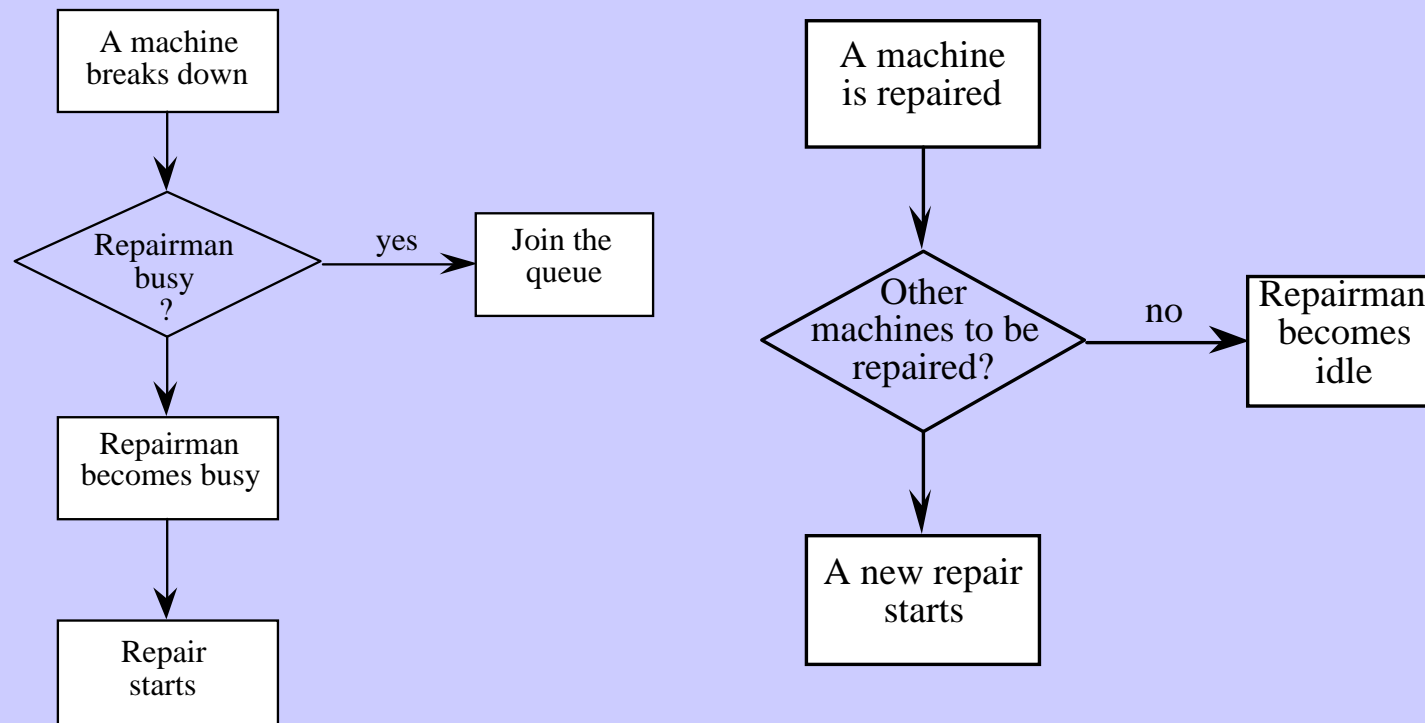 A machine
breaks down
Repairman
busy
?
yes
Join the
queue
Repairman
becomes busy
Repair
starts
A machine
is repaired
Other
machines to be
repaired?
no
Repairman
becomes
idle
A new repair
starts